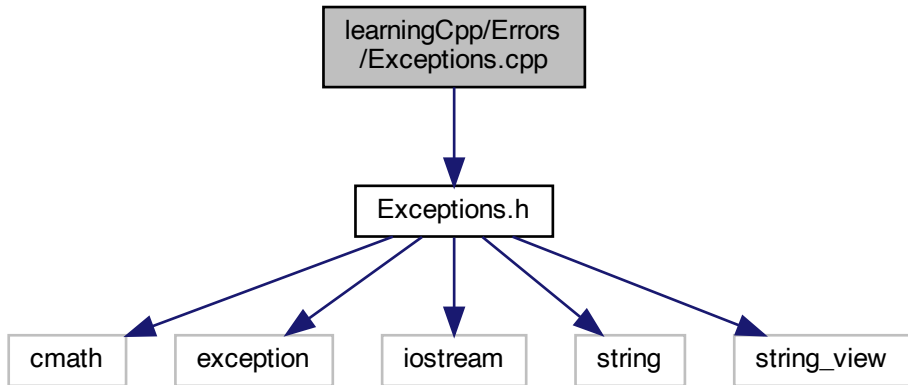 learningCpp/Errors
/Exceptions.cpp
Exceptions.h
cmath
exception
iostream
string
string_view